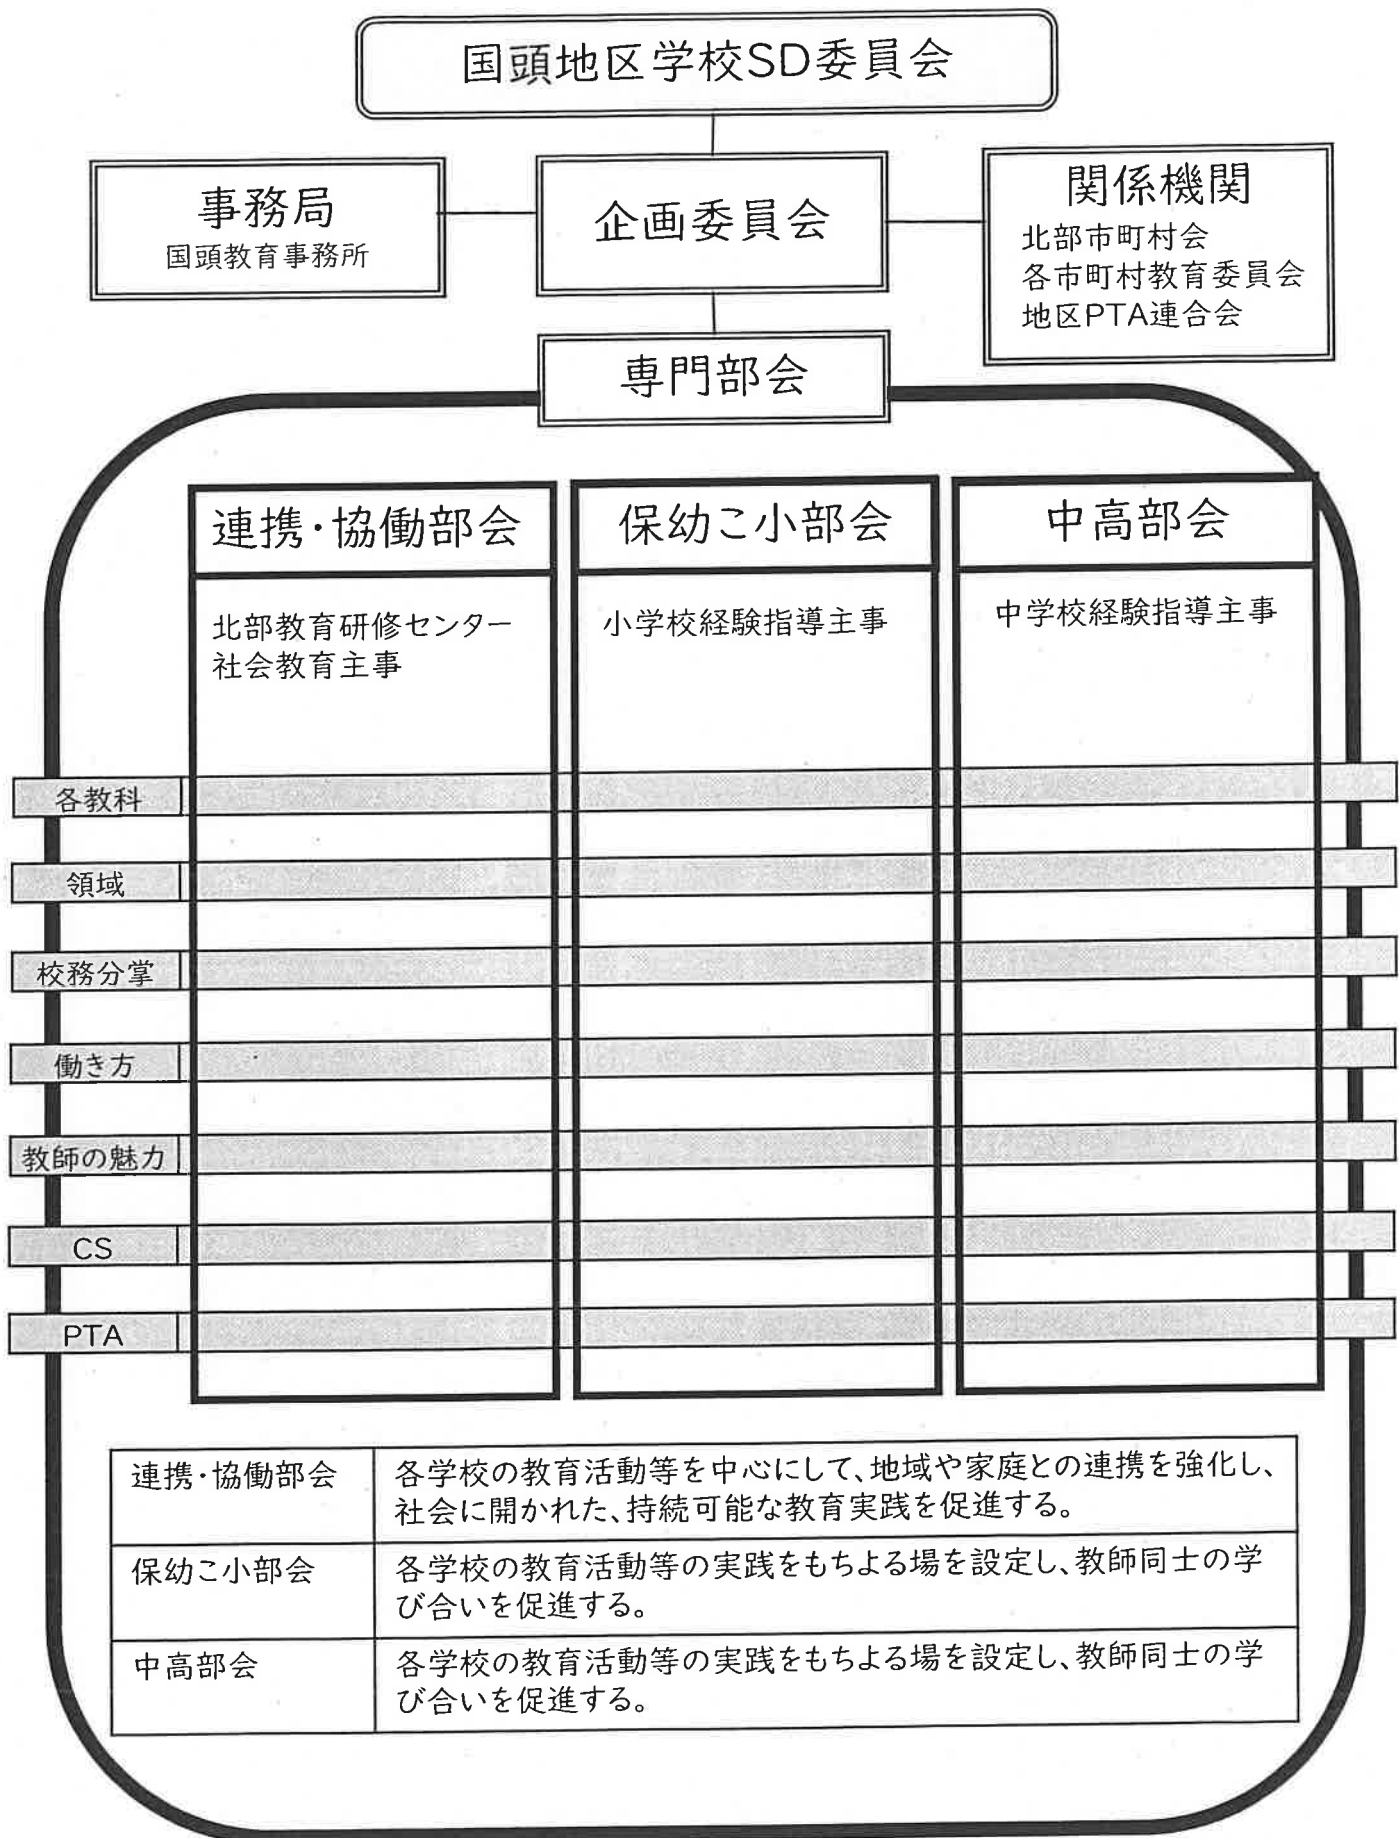 国頭地区学校SD委員会
事務局
国頭教育事務所
企画委員会
関係機関
北部市町村会
各市町村教育委員会
地区PTA連合会
専門部会
連携・協働部会
保幼こ小部会
中高部会
北部教育研修センター
社会教育主事
小学校経験指導主事
中学校経験指導主事
各教科
領域
校務分掌
働き方
教師の魅力
CS
PTA
連携・協働部会
各学校の教育活動等を中心にして、地域や家庭との連携を強化し、
社会に開かれた、持続可能な教育実践を促進する。
保幼こ小部会
各学校の教育活動等の実践をもちよる場を設定し、教師同士の学
び合いを促進する。
中高部会
各学校の教育活動等の実践をもちよる場を設定し、教師同士の学
び合いを促進する。